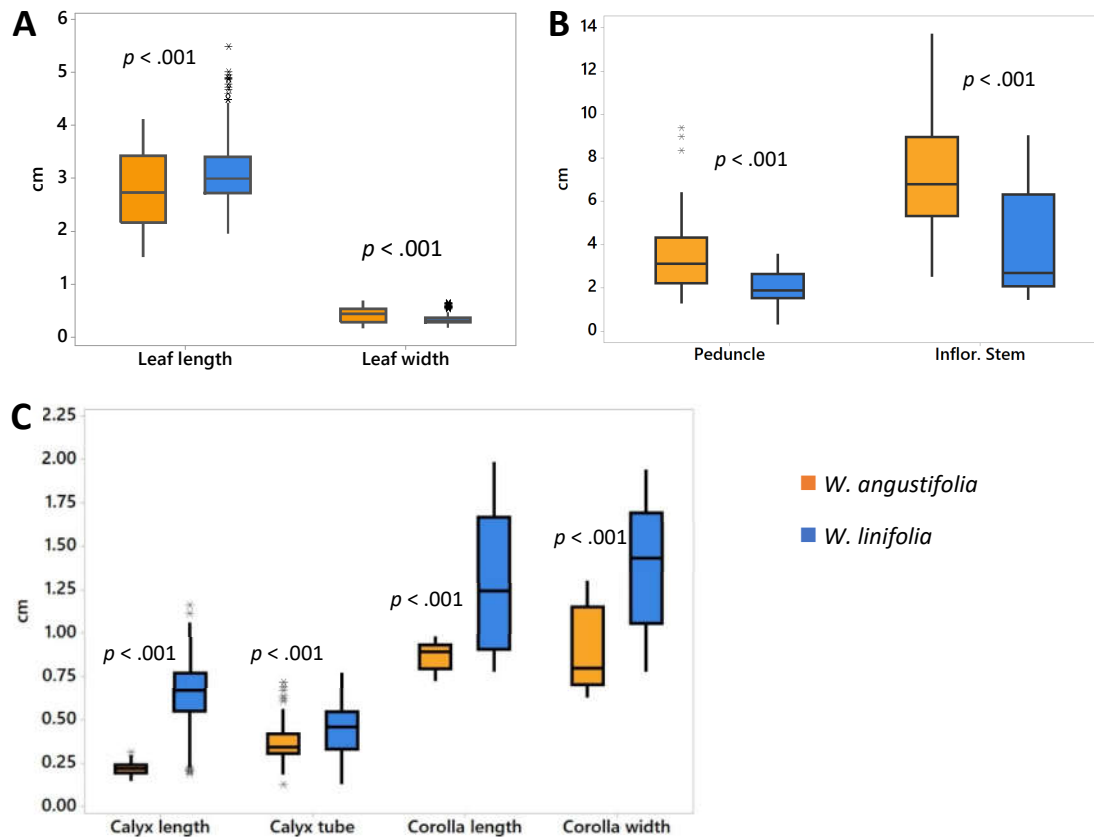 A
6
5
4
3
2
1
0
cm
p < .001
p < .001
Leaf length
Leaf width
B
14
12
10
8
6
4
2
0
cm
p < .001
p < .001
Peduncle
Inflor. Stem
C
2.25
2.00
1.75
1.50
1.25
1.00
0.75
0.50
0.25
0.00
cm
p < .001
p < .001
p < .001
p < .001
Calyx length
Calyx tube
Corolla length
Corolla width
W. angustifolia
W. linifolia